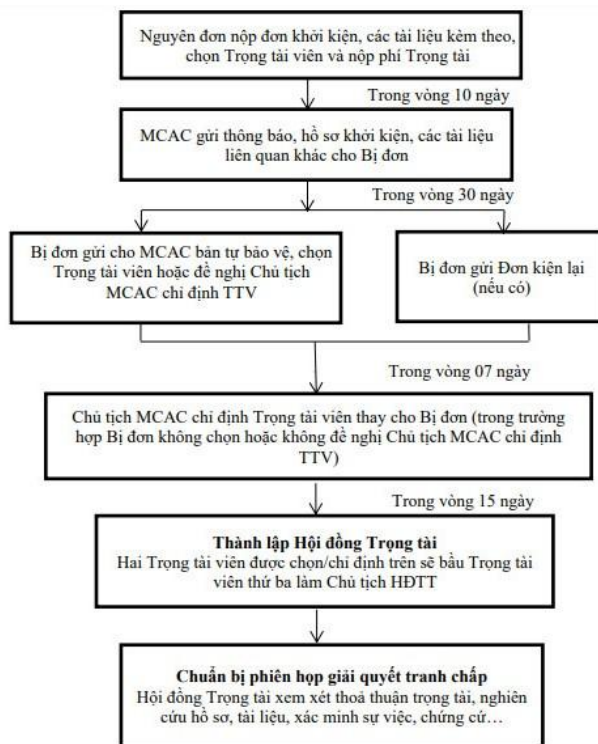 Nguyên đơn nộp đơn khởi kiện, các tài liệu kèm theo,
chọn Trọng tài viên và nộp phí Trọng tài
Trong vòng 10 ngày
MCAC gửi thông báo, hồ sơ khởi kiện, các tài liệu
liên quan khác cho Bị đơn
Trong vòng 30 ngày
Bị đơn gửi cho MCAC bản tự bảo vệ, chọn
Trọng tài viên hoặc đề nghị Chủ tịch
MCAC chỉ định TTV
Bị đơn gửi Đơn kiện lại
(nếu có)
Trong vòng 07 ngày
Chủ tịch MCAC chỉ định Trọng tài viên thay cho Bị đơn (trong trường
hợp Bị đơn không chọn hoặc không đề nghị Chủ tịch MCAC chỉ định
TTV)
Trong vòng 15 ngày
Thành lập Hội đồng Trọng tài
Hai Trọng tài viên được chọn/chỉ định trên sẽ bầu Trọng tài
viên thứ ba làm Chủ tịch HĐTT
Chuẩn bị phiên họp giải quyết tranh chấp
Hội đồng Trọng tài xem xét thoả thuận trọng tài, nghiên
cứu hồ sơ, tài liệu, xác minh sự việc, chứng cứ…